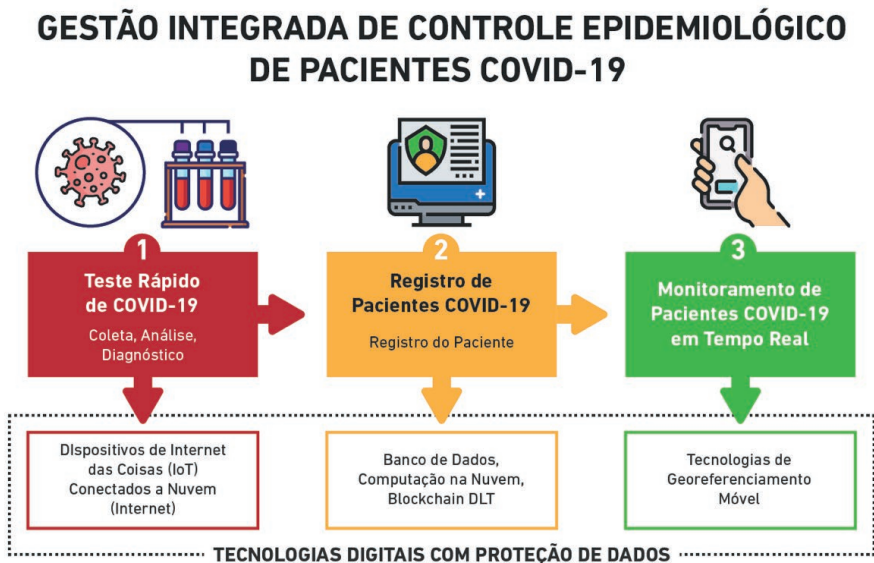 GESTÃO INTEGRADA DE CONTROLE EPIDEMIOLÓGICO
DE PACIENTES COVID-19
1
Teste Rápido
de COVID-19
Coleta, Análise,
Diagnóstico
2
Registro de
Pacientes COVID-19
Registro do Paciente
3
Monitoramento de
Pacientes COVID-19
em Tempo Real
DIspositivos de Internet
das Coisas (IoT)
Conectados a Nuvem
(Internet)
Banco de Dados,
Computação na Nuvem,
Blockchain DLT
Tecnologias de
Georeferenciamento
Móvel
TECNOLOGIAS DIGITAIS COM PROTEÇÃO DE DADOS